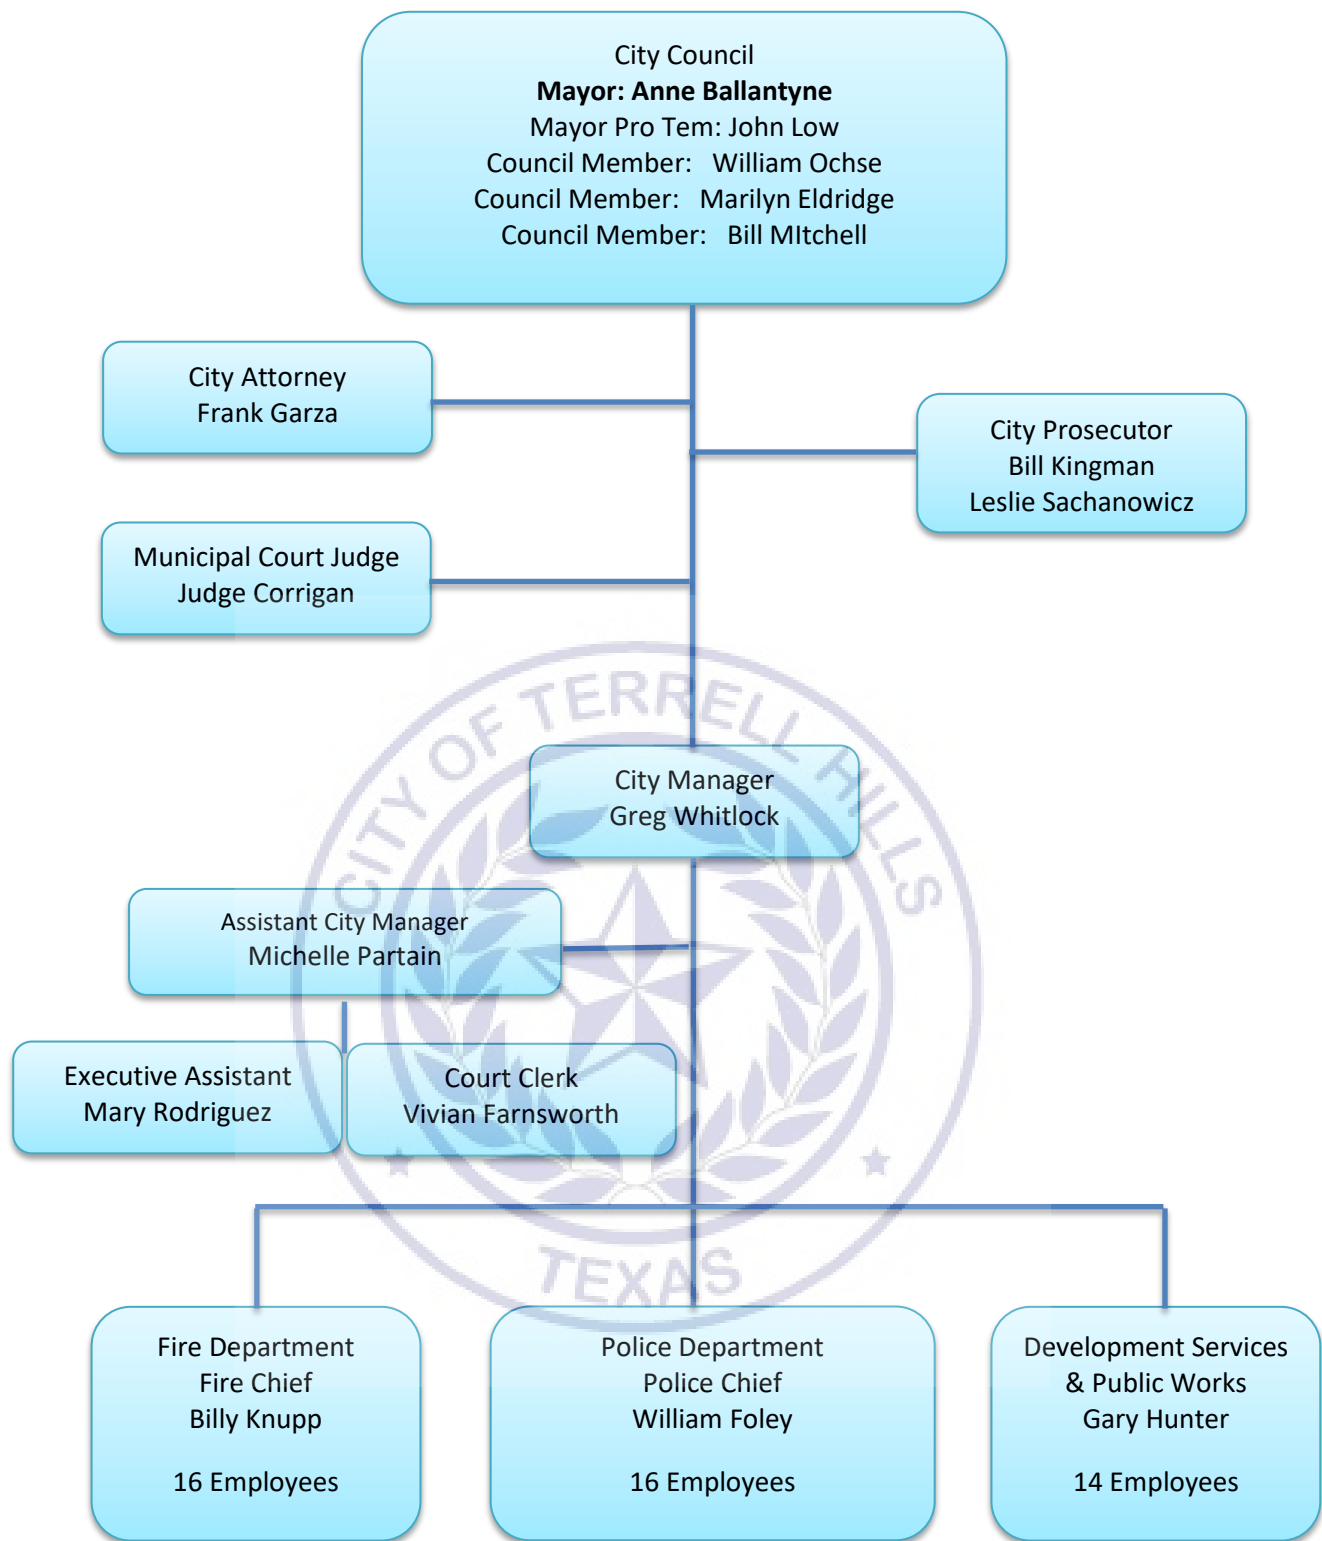 City Council
Mayor: Anne Ballantyne
Mayor Pro Tem: John Low
Council Member:   William Ochse
Council Member:   Marilyn Eldridge
Council Member:   Bill MItchell
City Attorney
Frank Garza
City Prosecutor
Bill Kingman
Leslie Sachanowicz
Municipal Court Judge
Judge Corrigan
CITY OF TERRELL HILLS
City Manager
Greg Whitlock
Assistant City Manager
Michelle Partain
Executive Assistant
Mary Rodriguez
Court Clerk
Vivian Farnsworth
TEXAS
Fire Department
Fire Chief
Billy Knupp
16 Employees
Police Department
Police Chief
William Foley
16 Employees
Development Services
& Public Works
Gary Hunter
14 Employees